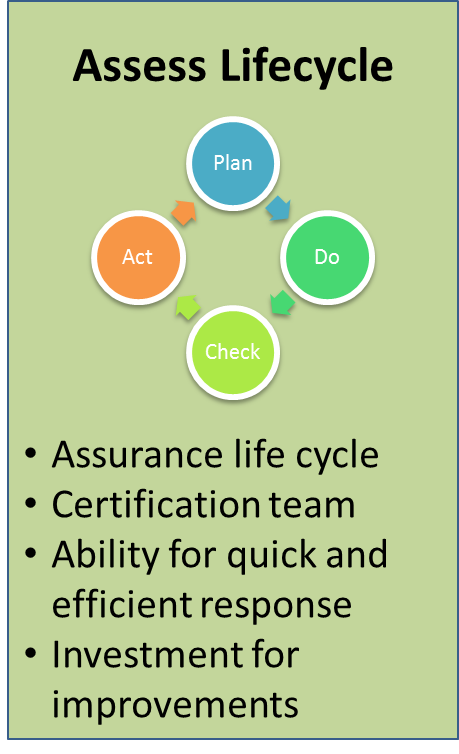 Assess Lifecycle
Plan
Act
Do
Check
• Assurance life cycle
• Certification team
• Ability for quick and
efficient response
• Investment for
improvements